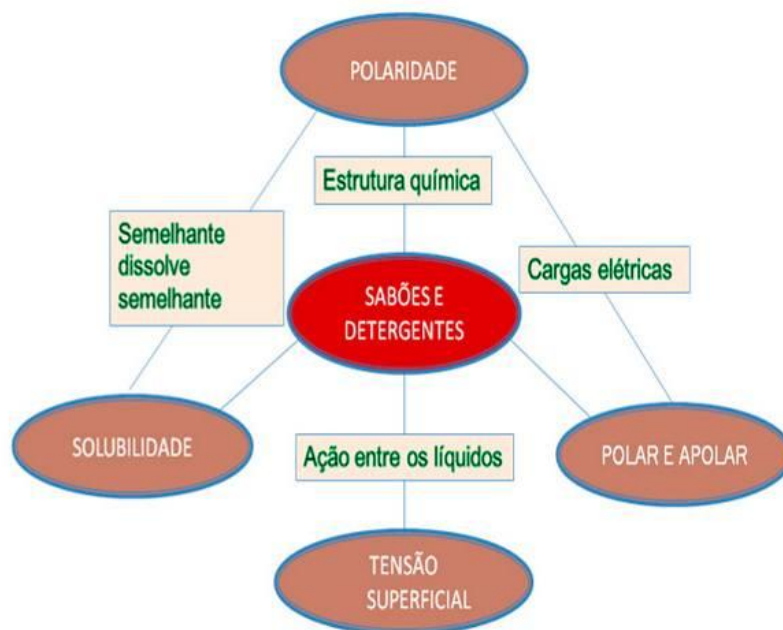 POLARIDADE
Estrutura química
Semelhante
dissolve
semelhante
Cargas elétricas
SABÕES E
DETERGENTES
SOLUBILIDADE
Ação entre os líquidos
POLAR E APOLAR
TENSÃO
SUPERFICIAL